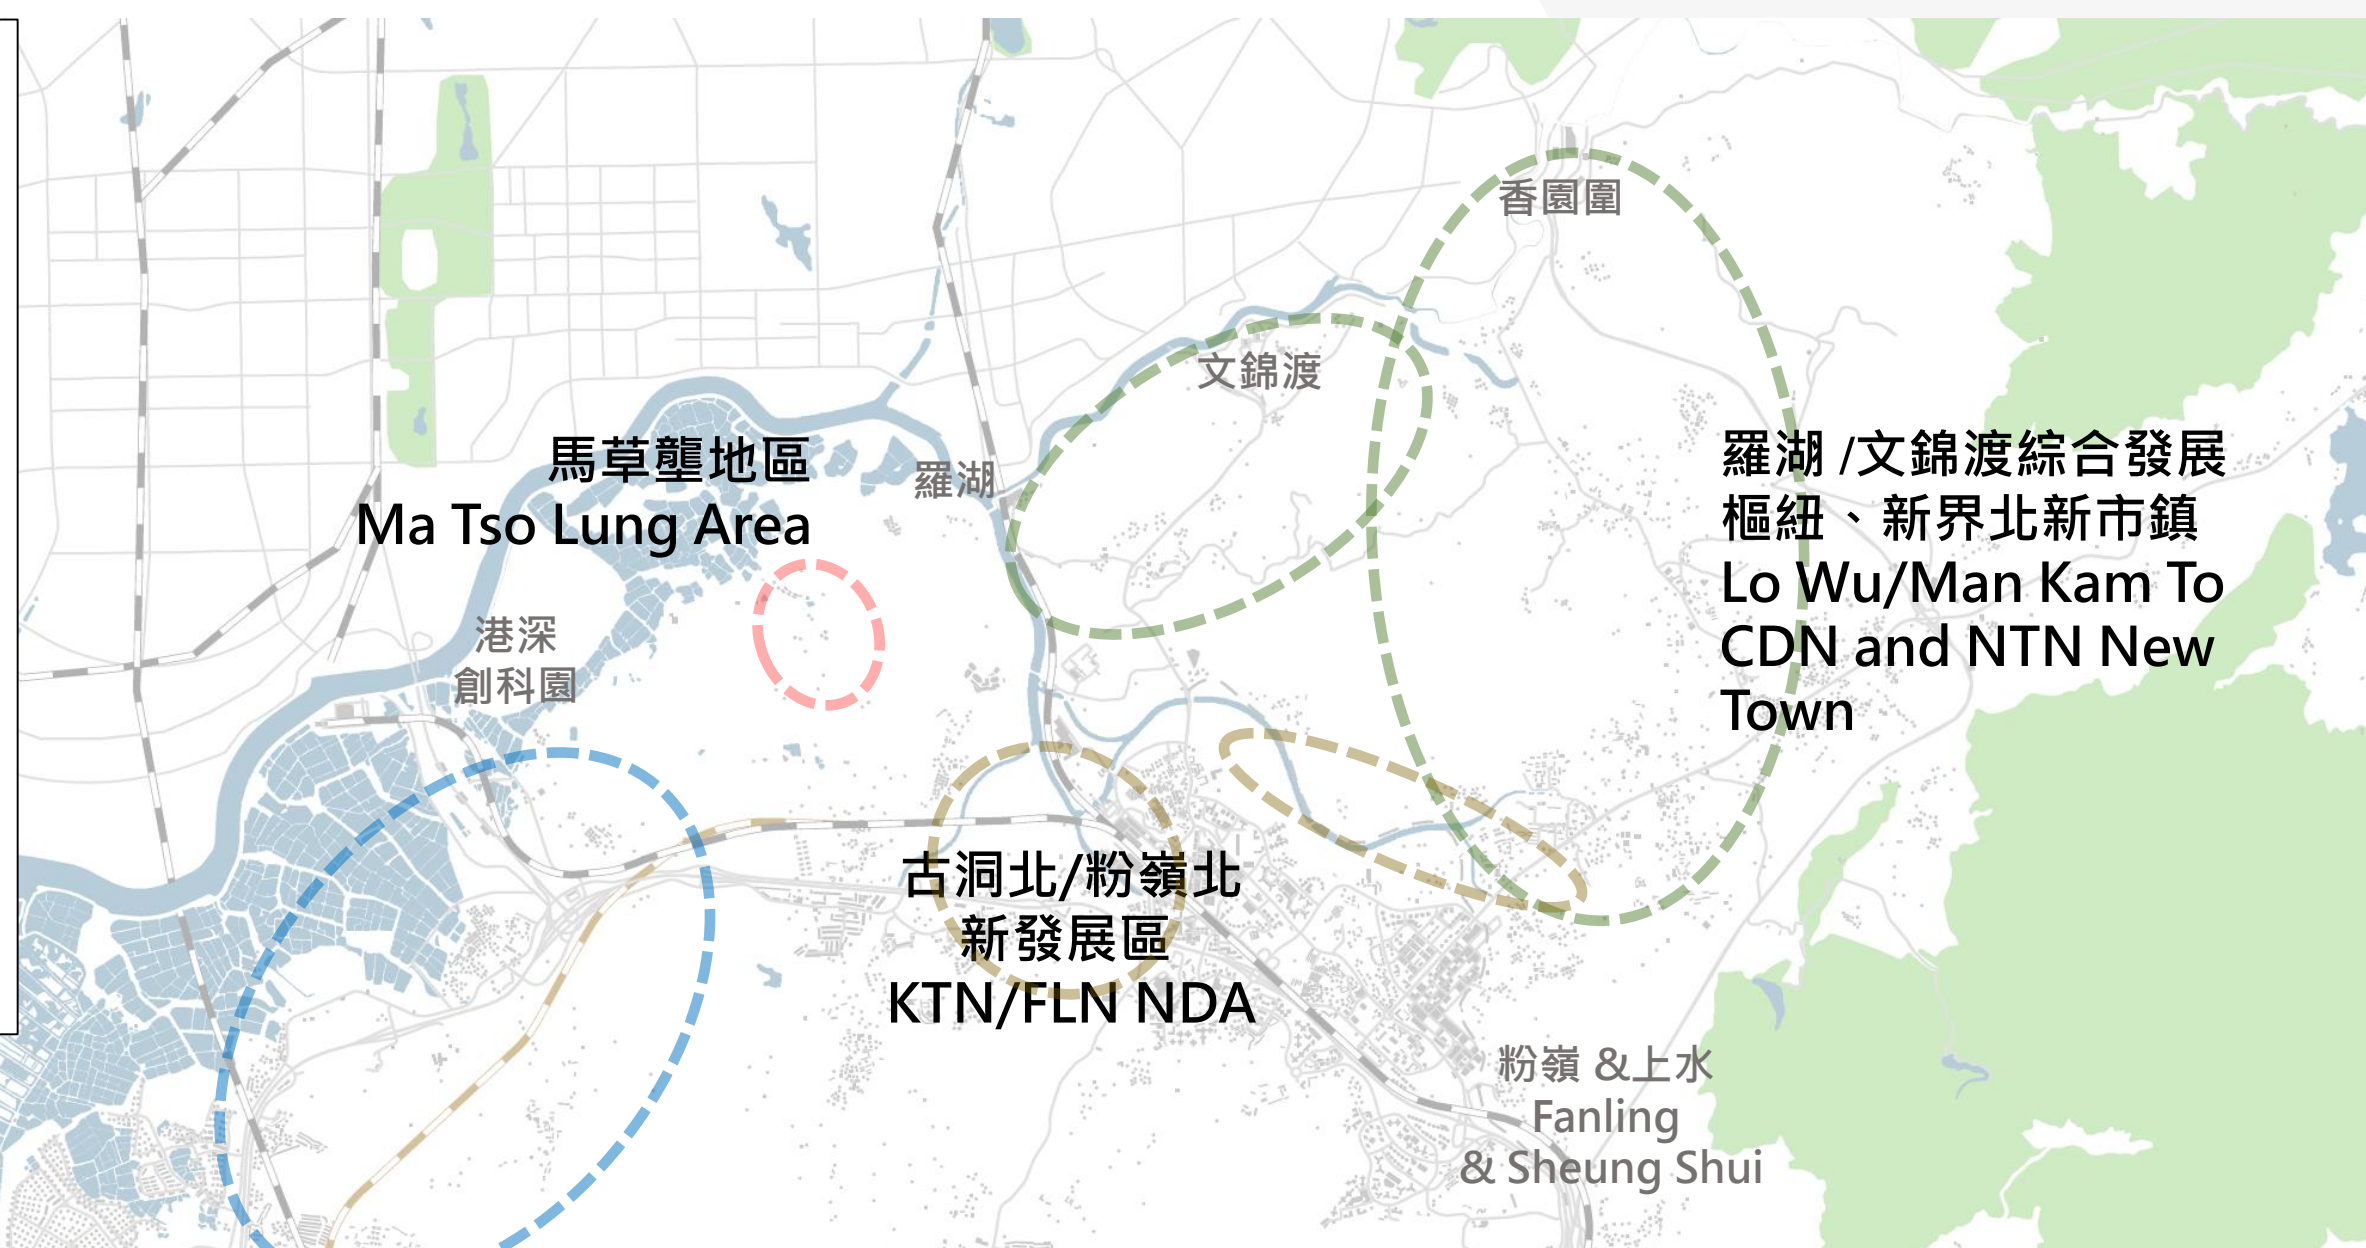 香園圍
文錦渡
馬草壟地區
Ma Tso Lung Area
羅湖
羅湖 /文錦渡綜合發展
樞紐、新界北新市鎮
Lo Wu/Man Kam To
CDN and NTN New
Town
港深
創科園
古洞北/粉嶺北
新發展區
KTN/FLN NDA
粉嶺 &上水
Fanling
& Sheung Shui